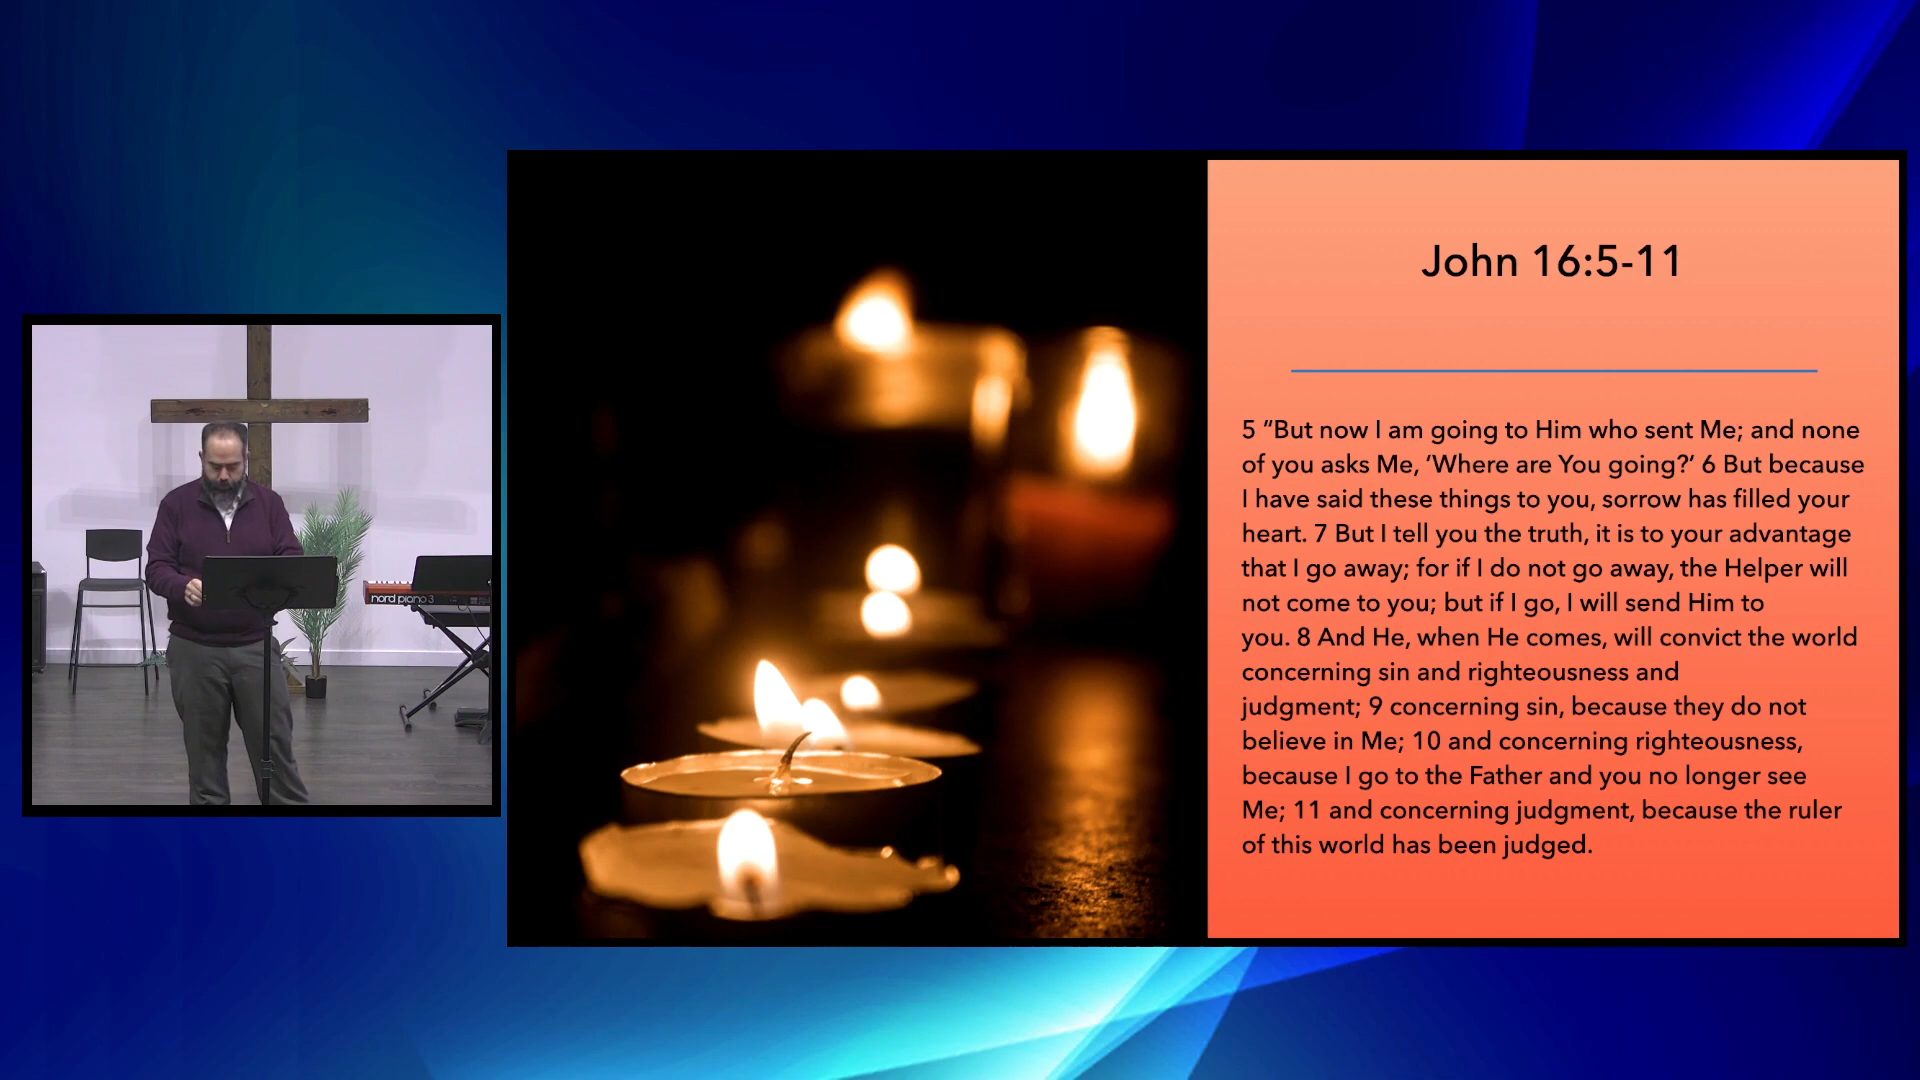 John 16:5-11
5 “But now I am going to Him who sent Me; and none
of you asks Me, ‘Where are You going?’ 6 But because
I have said these things to you, sorrow has filled your
heart. 7 But I tell you the truth, it is to your advantage
that I go away; for if I do not go away, the Helper will
not come to you; but if I go, I will send Him to
you. 8 And He, when He comes, will convict the world
concerning sin and righteousness and
judgment; 9 concerning sin, because they do not
believe in Me; 10 and concerning righteousness,
because I go to the Father and you no longer see
Me; 11 and concerning judgment, because the ruler
of this world has been judged.
nord piano 3